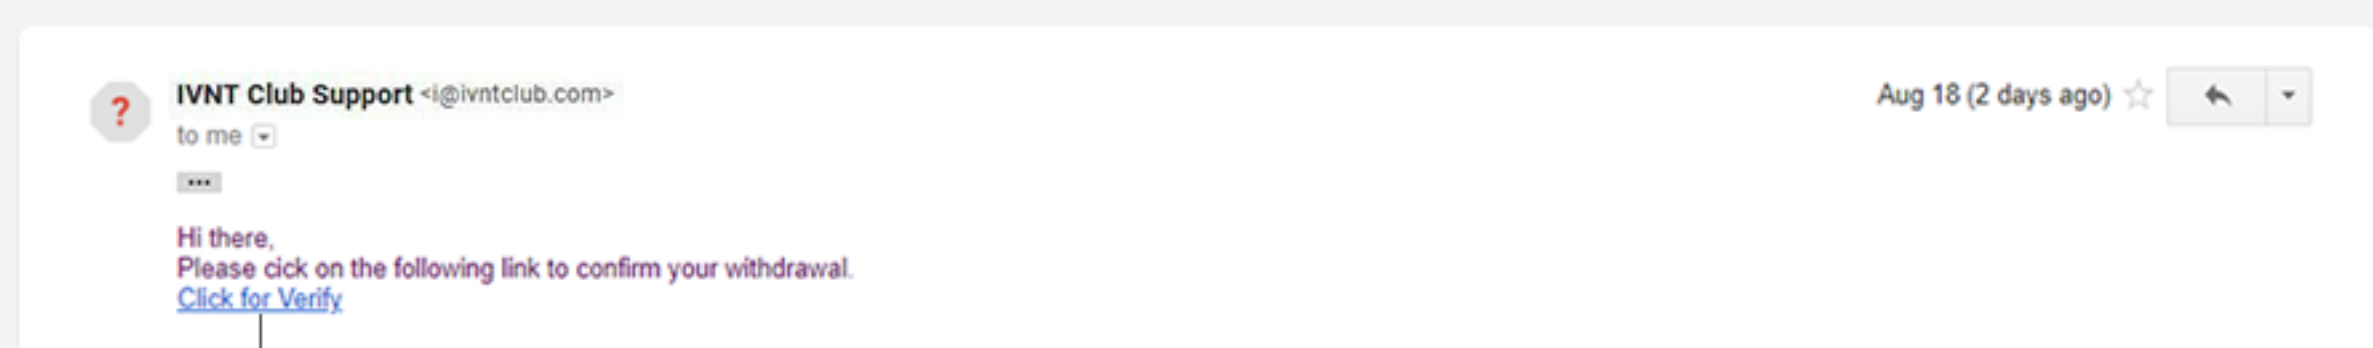 ?
IVNT Club Support <i@ivntclub.com>
Aug 18 (2 days ago)
to me
...
Hi there,
Please cick on the following link to confirm your withdrawal.
Click for Verify